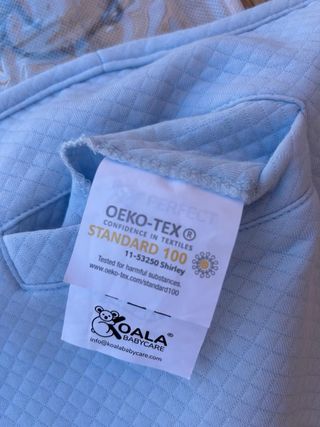 PERFECT
OEKO-TEX®
CONFIDENCE IN TEXTILES
STANDARD 100
11-53250 Shirley
Tested for harmful substances.
www.oeko-tex.com/standard100
KOALA®
BABYCARE
info@koalababycare.com